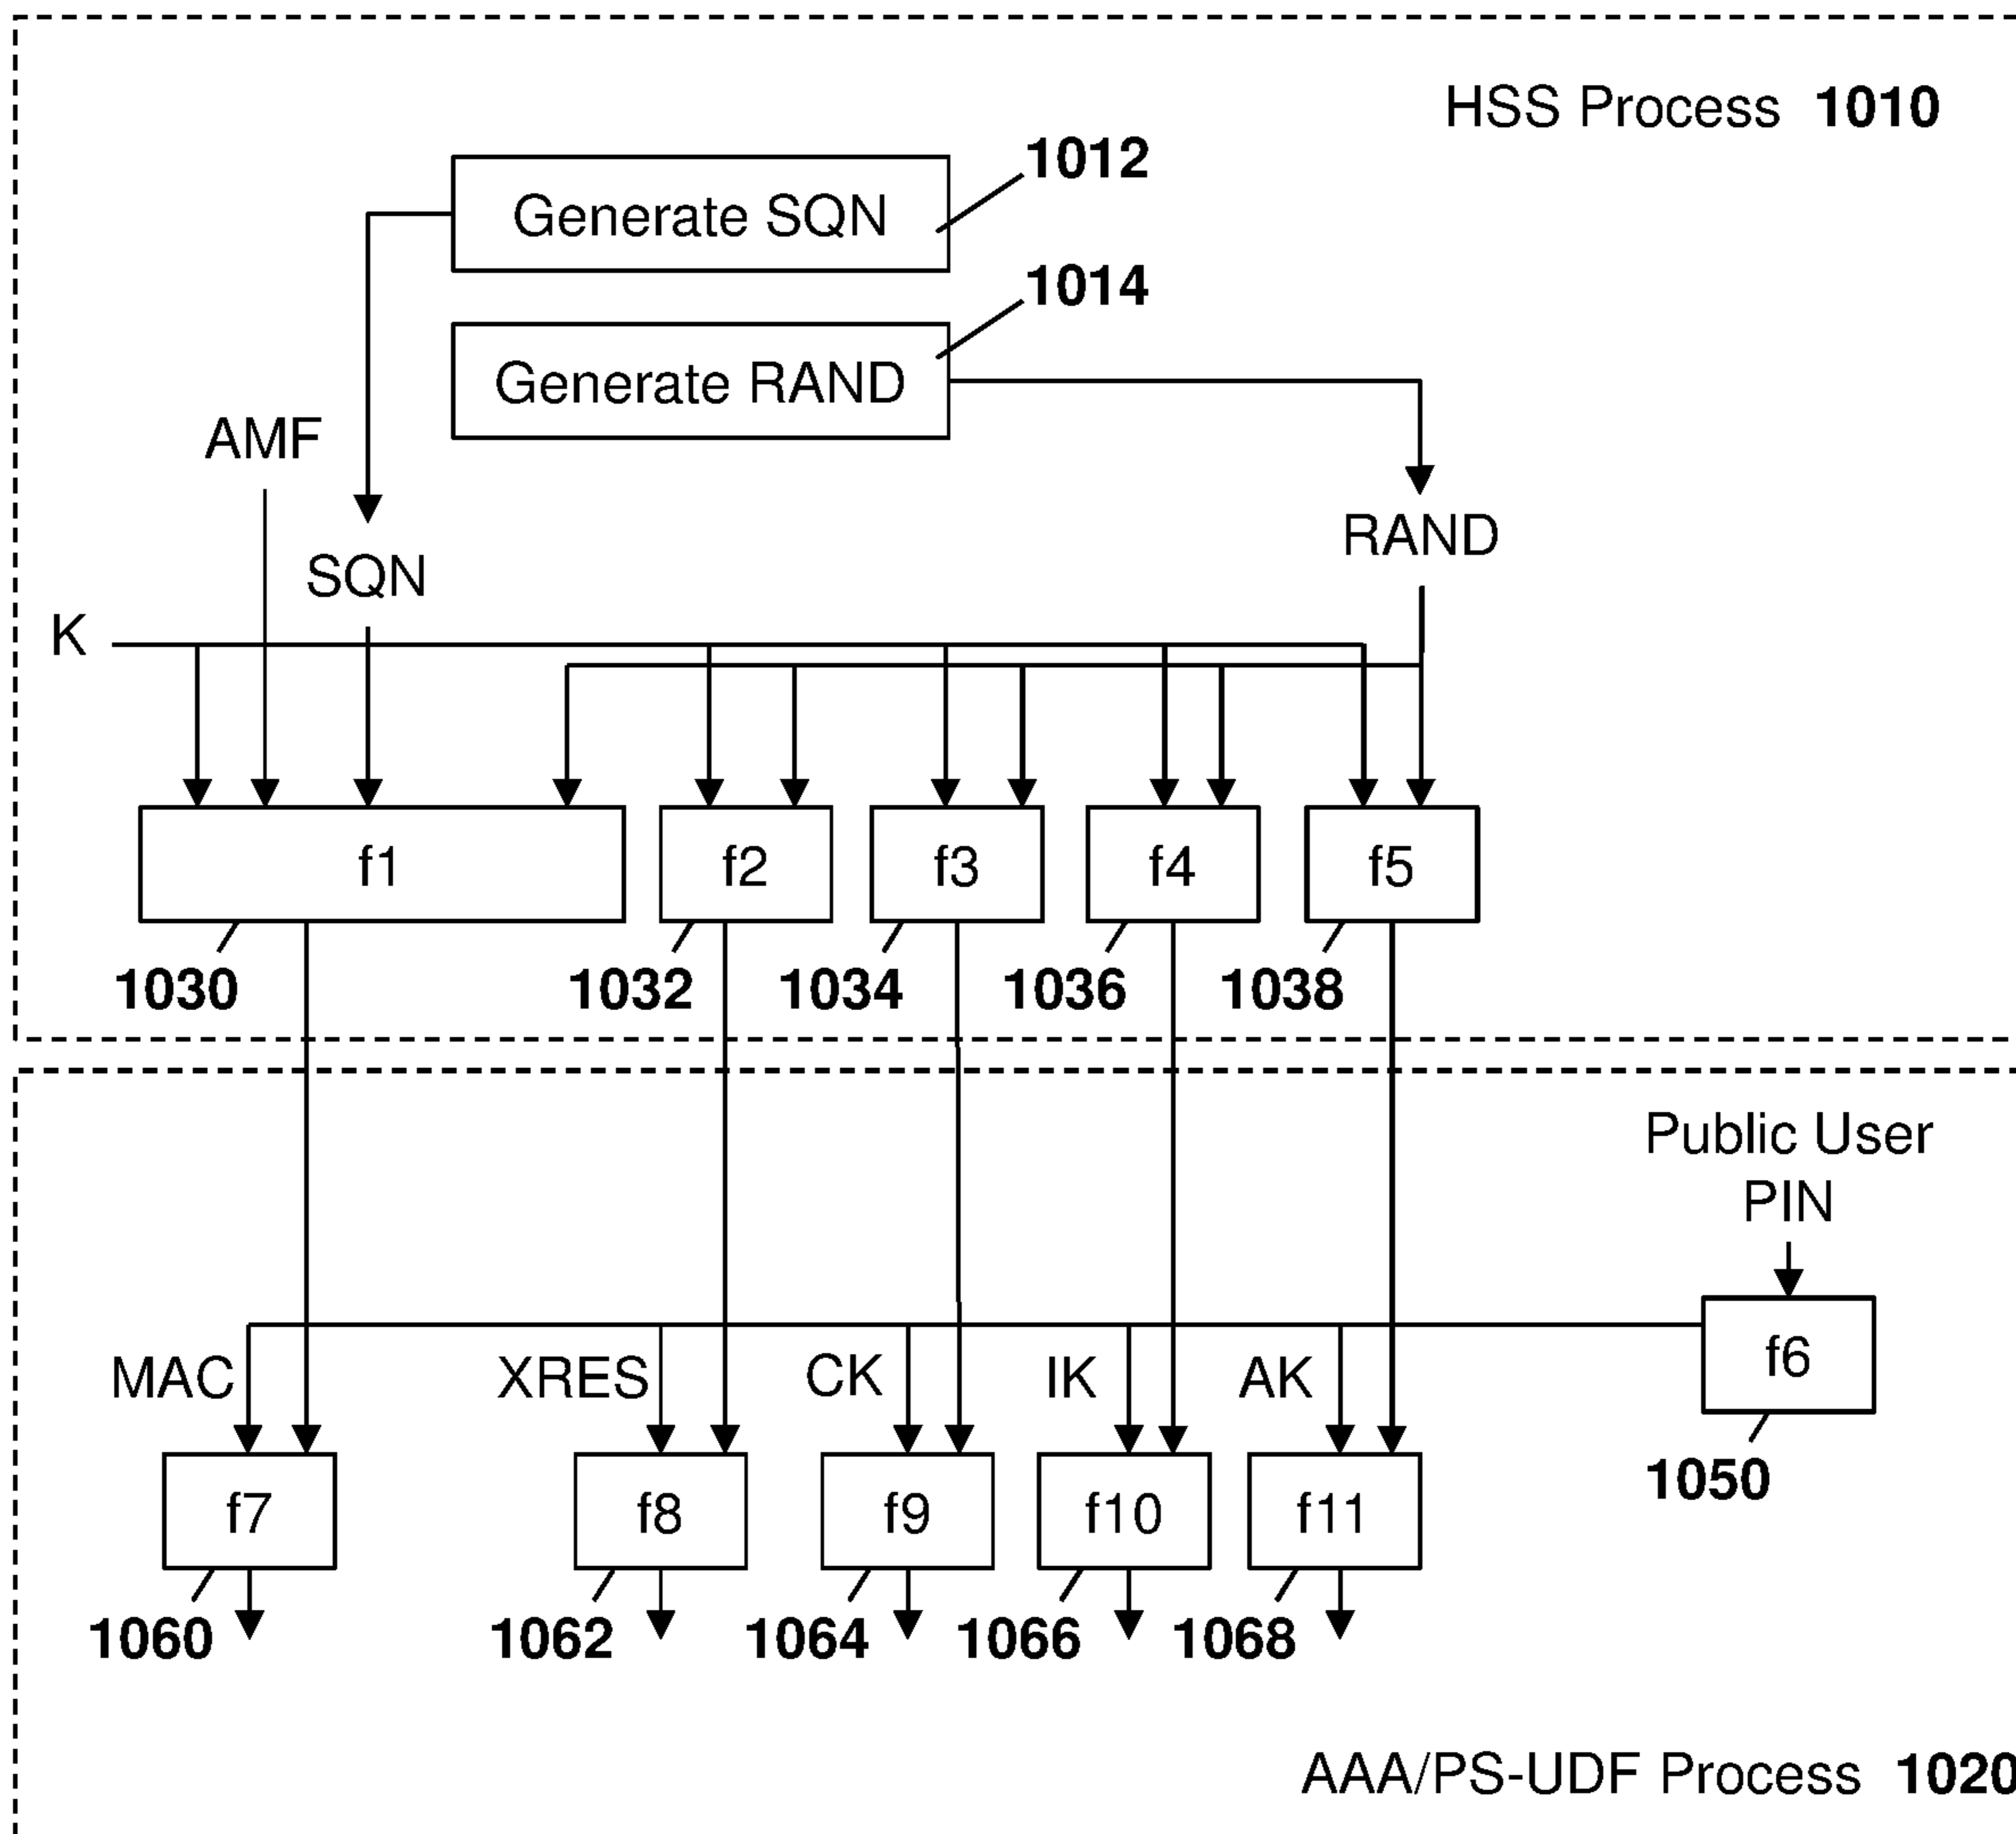 HSS Process 1010
1012
Generate SQN
1014
Generate RAND
AMF
RAND
SQN
K
f1
f2
f3
f4
f5
1030
1032
1034
1036
1038
Public User
PIN
f6
MAC
XRES
CK
IK
AK
1050
f7
f8
f9
f10
f11
1060
1062
1064
1066
1068
AAA/PS-UDF Process 1020